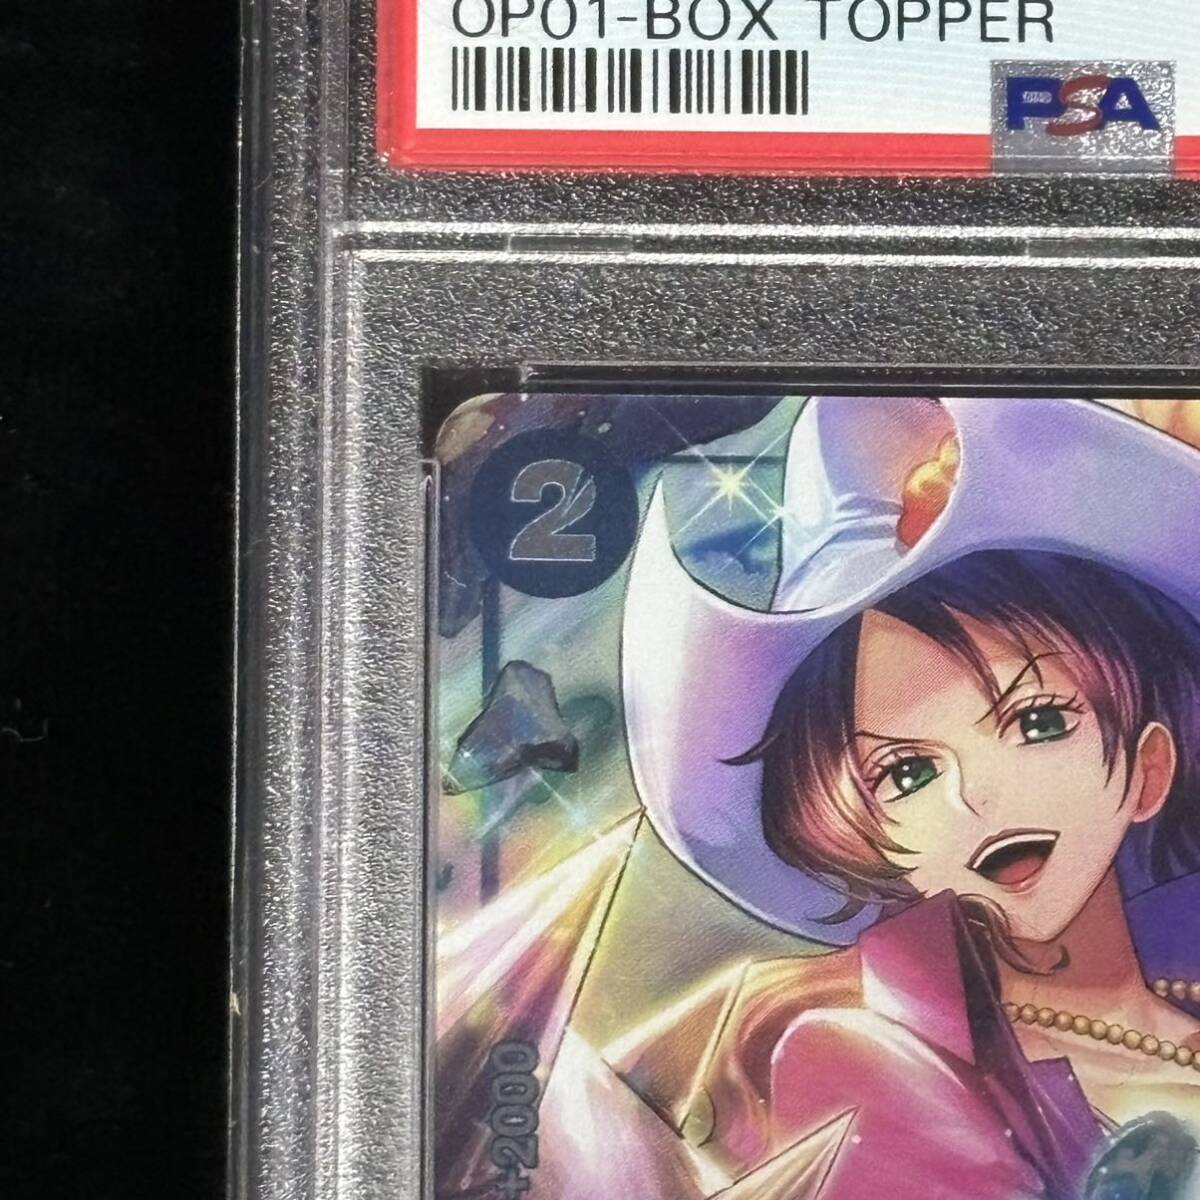 OP01-BOX TOPPER
PSA
2
+2000